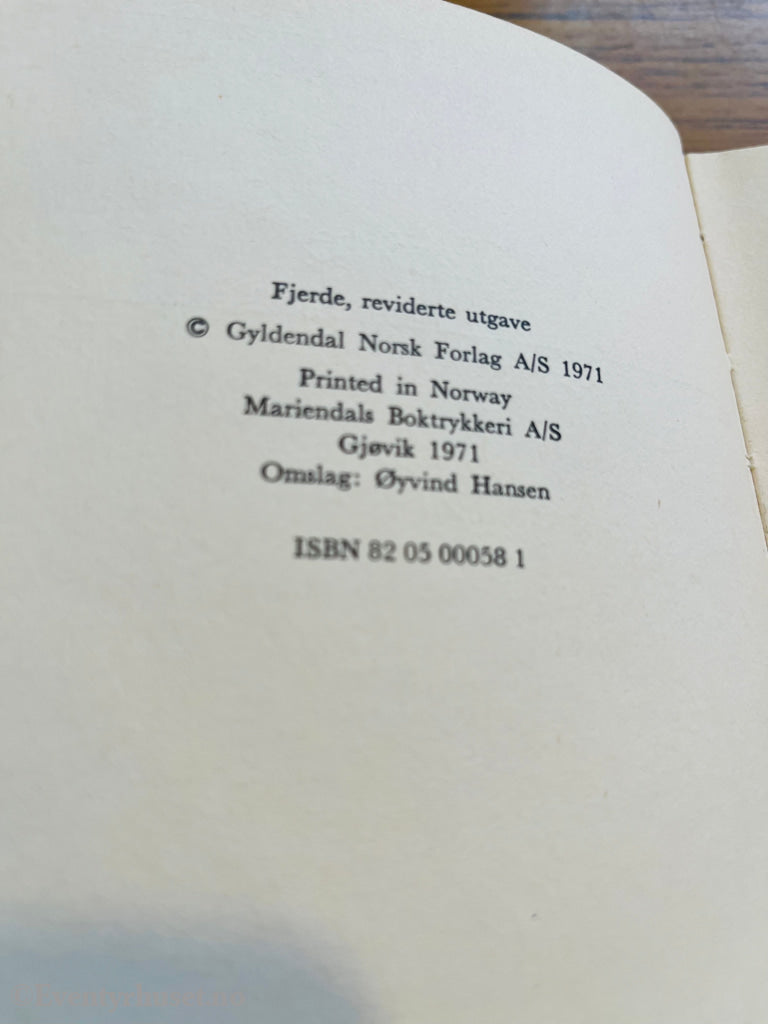 Fjerde, reviderte utgave
© Gyldendal Norsk Forlag A/S 1971
Printed in Norway
Mariendals Boktrykkeri A/S
Gjøvik 1971
Omslag: Øyvind Hansen
ISBN 82 05 00058 1